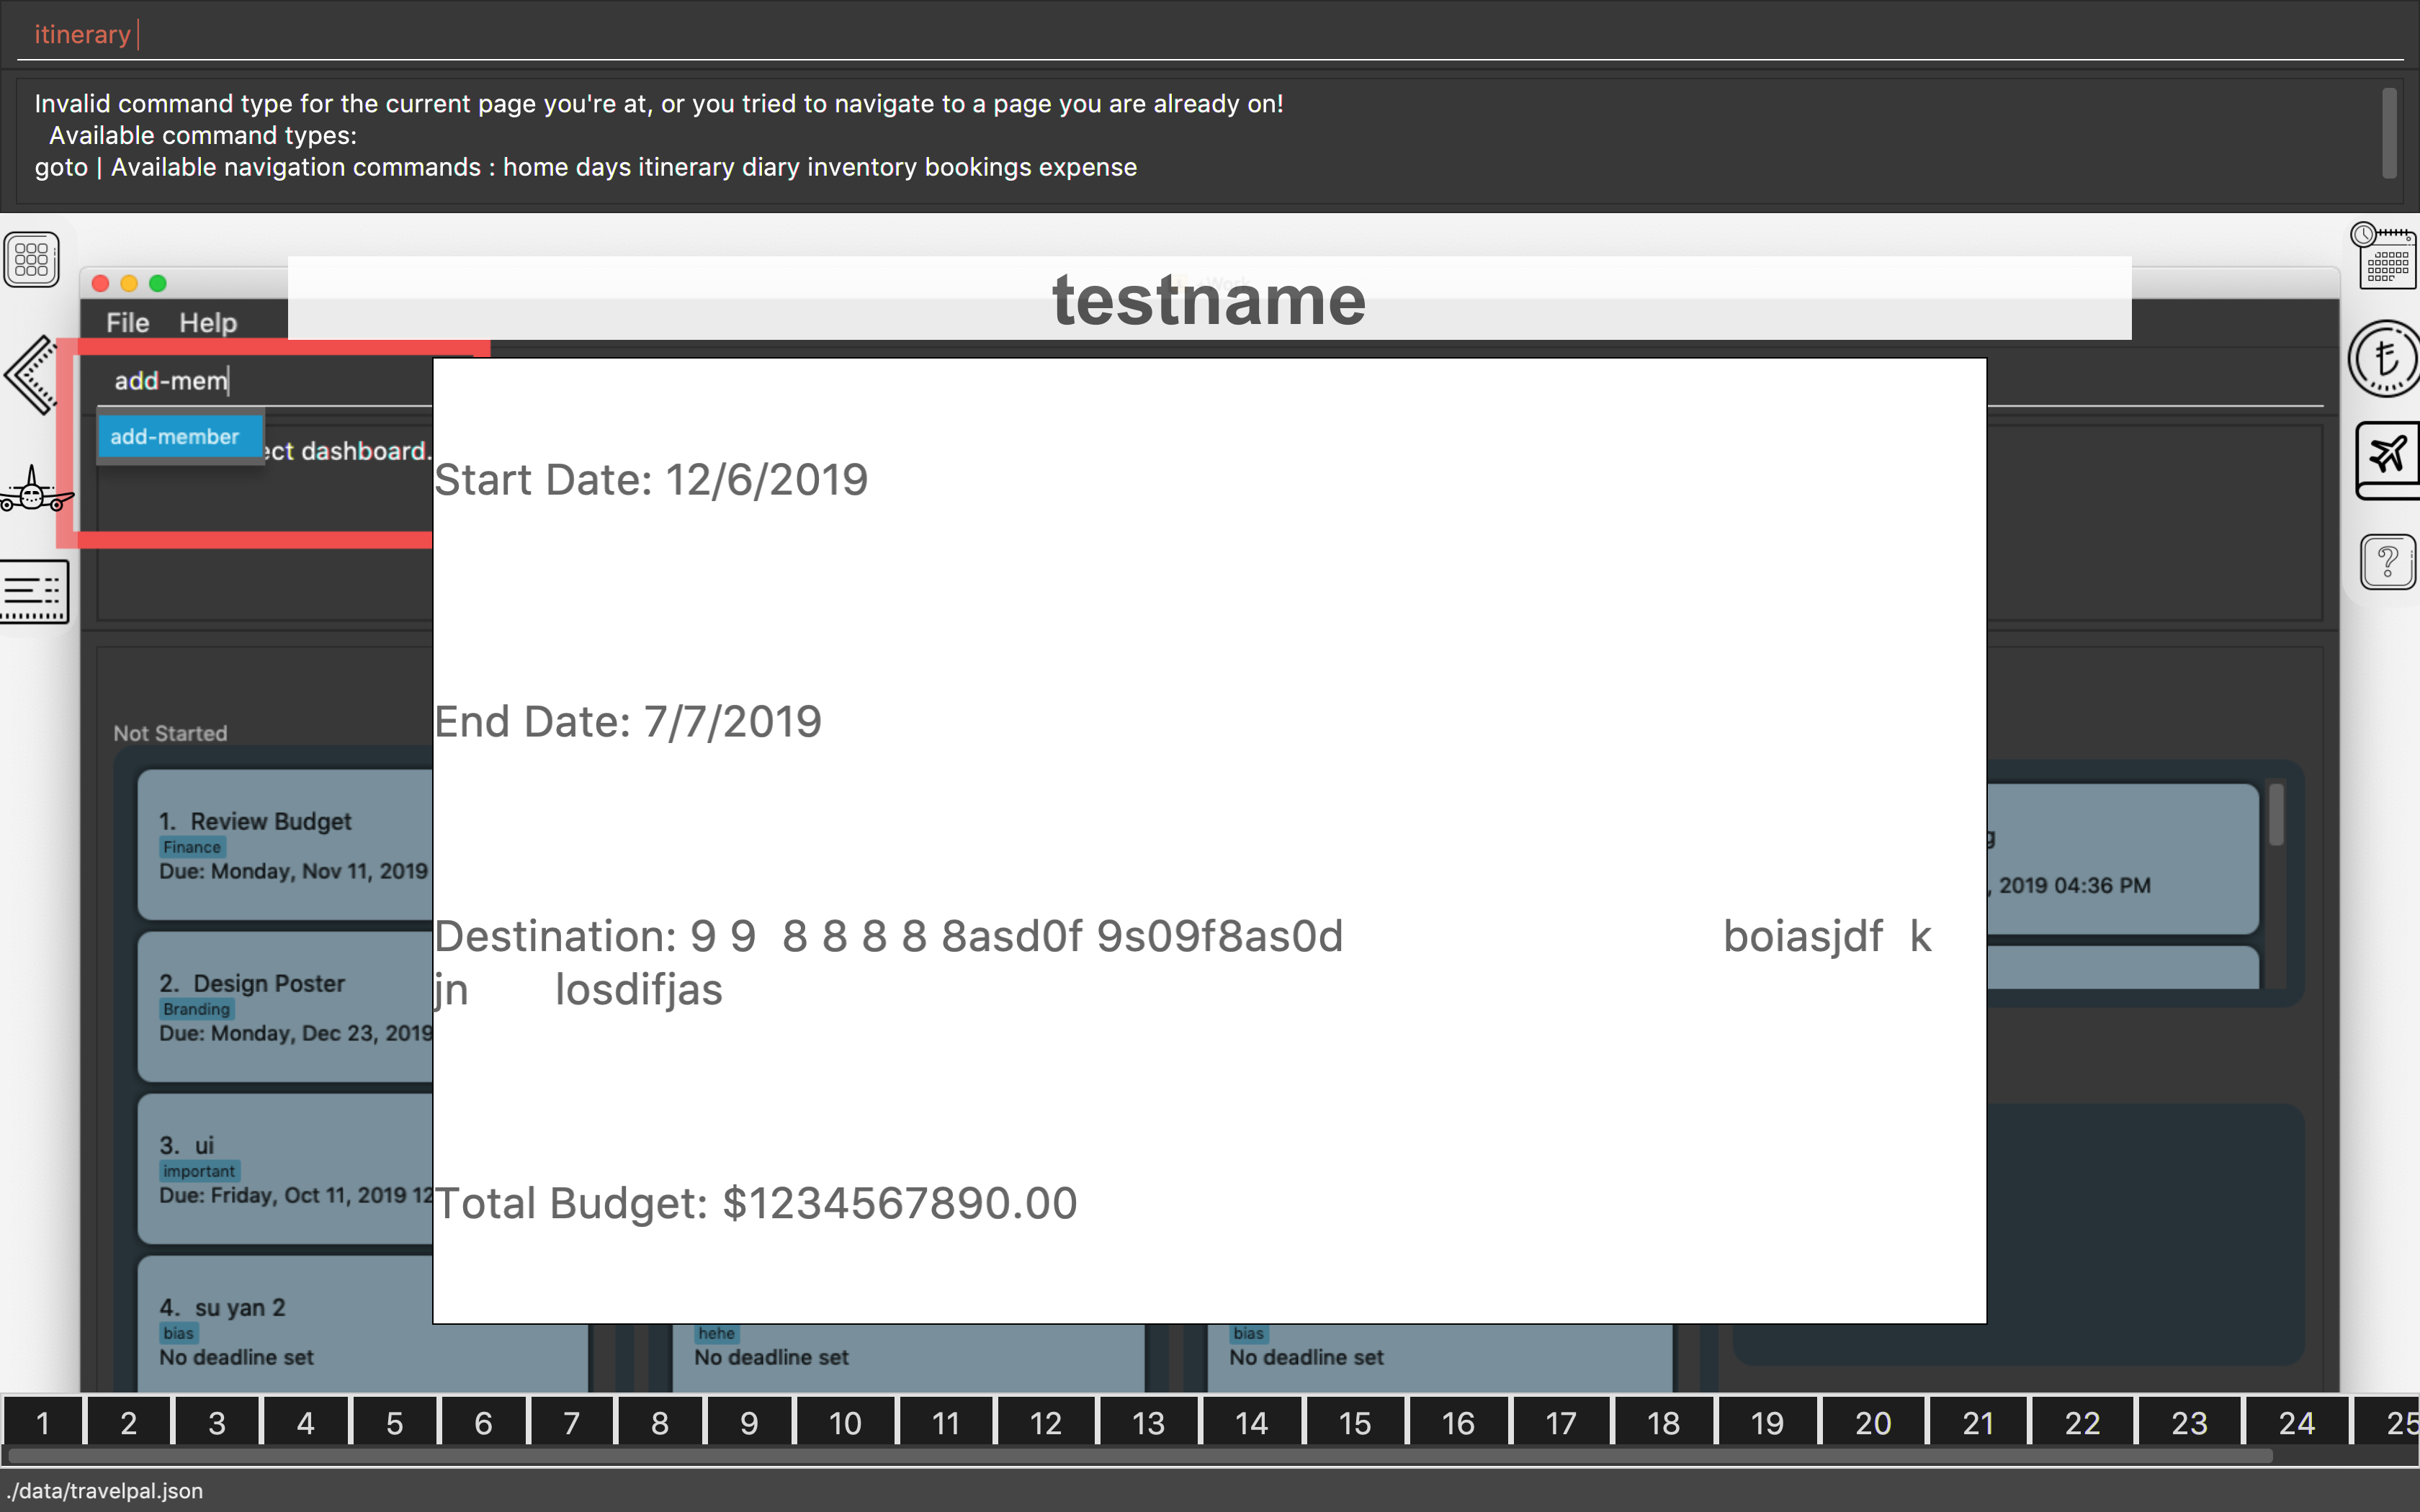 itinerary
Invalid command type for the current page you're at, or you tried to navigate to a page you are already on!
Available command types:
goto | Available navigation commands : home days itinerary diary inventory bookings expense
testname
File Help
add-mem
add-member
ect dashboard.
Start Date: 12/6/2019
End Date: 7/7/2019
Destination: 9 9  8 8 8 8 8asd0f 9s09f8as0d boiasjdf  k
jn losdifjas
Total Budget: $1234567890.00
Not Started
1. Review Budget
Finance
Due: Monday, Nov 11, 2019
2. Design Poster
Branding
Due: Monday, Dec 23, 2019
3. ui
important
Due: Friday, Oct 11, 2019 12
4. su yan 2
bias
No deadline set
hehe
No deadline set
bias
No deadline set
g
, 2019 04:36 PM
?
1 2 3 4 5 6 7 8 9 10 11 12 13 14 15 16 17 18 19 20 21 22 23 24 25
./data/travelpal.json